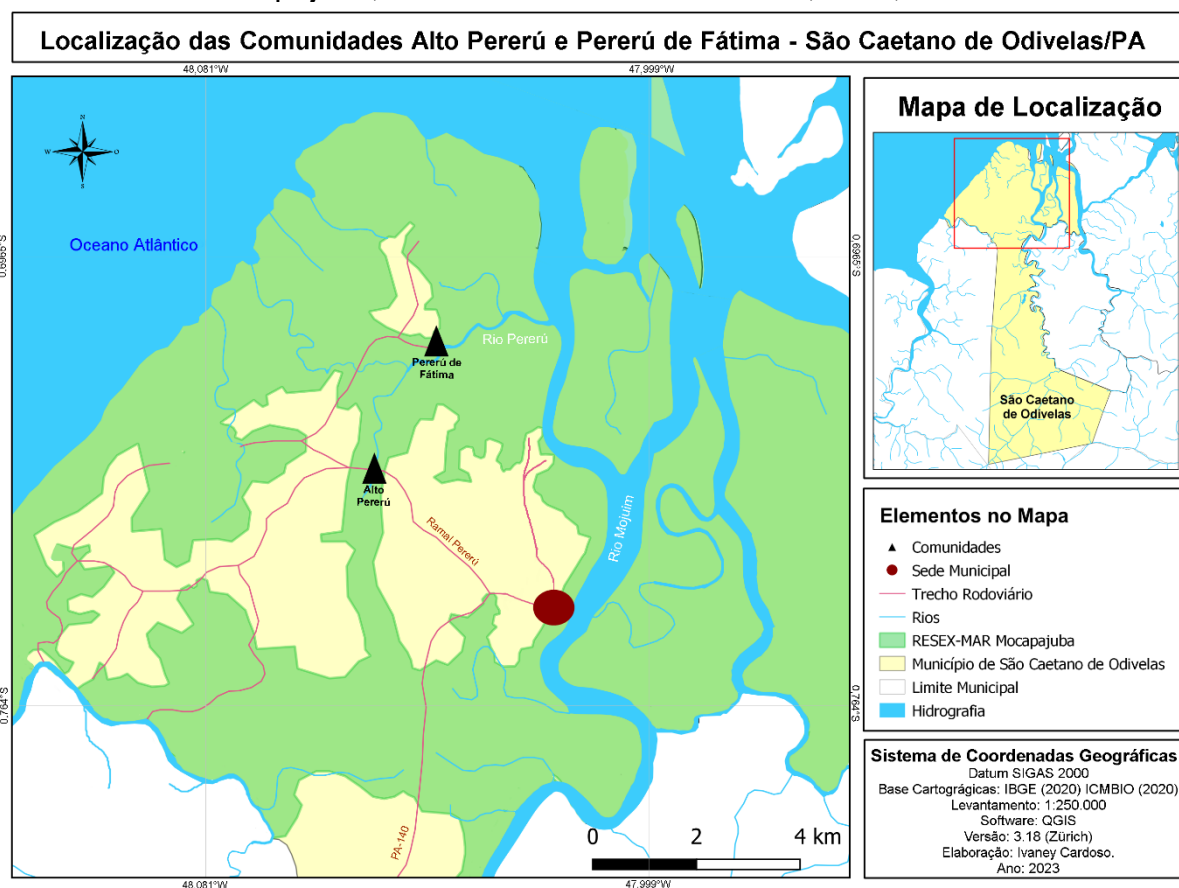 Localização das Comunidades Alto Pererú e Pererú de Fátima - São Caetano de Odivelas/PA
48,081°W
47,999°W
N
W
O
S
Oceano Atlântico
0,6965°S
0,6965°S
Rio Pererú
Pererú de
Fátima
Alto
Pererú
Ramal Pererú
Rio Mojuim
0,764°S
0,764°S
PA-140
0 2 4 km
48,081°W
47,999°W
Mapa de Localização
São Caetano
de Odivelas
Elementos no Mapa
Comunidades
Sede Municipal
Trecho Rodoviário
Rios
RESEX-MAR Mocapajuba
Município de São Caetano de Odivelas
Limite Municipal
Hidrografia
Sistema de Coordenadas Geográficas
Datum SIGAS 2000
Base Cartográgicas: IBGE (2020) ICMBIO (2020)
Levantamento: 1:250.000
Software: QGIS
Versão: 3.18 (Zürich)
Elaboração: Ivaney Cardoso.
Ano: 2023